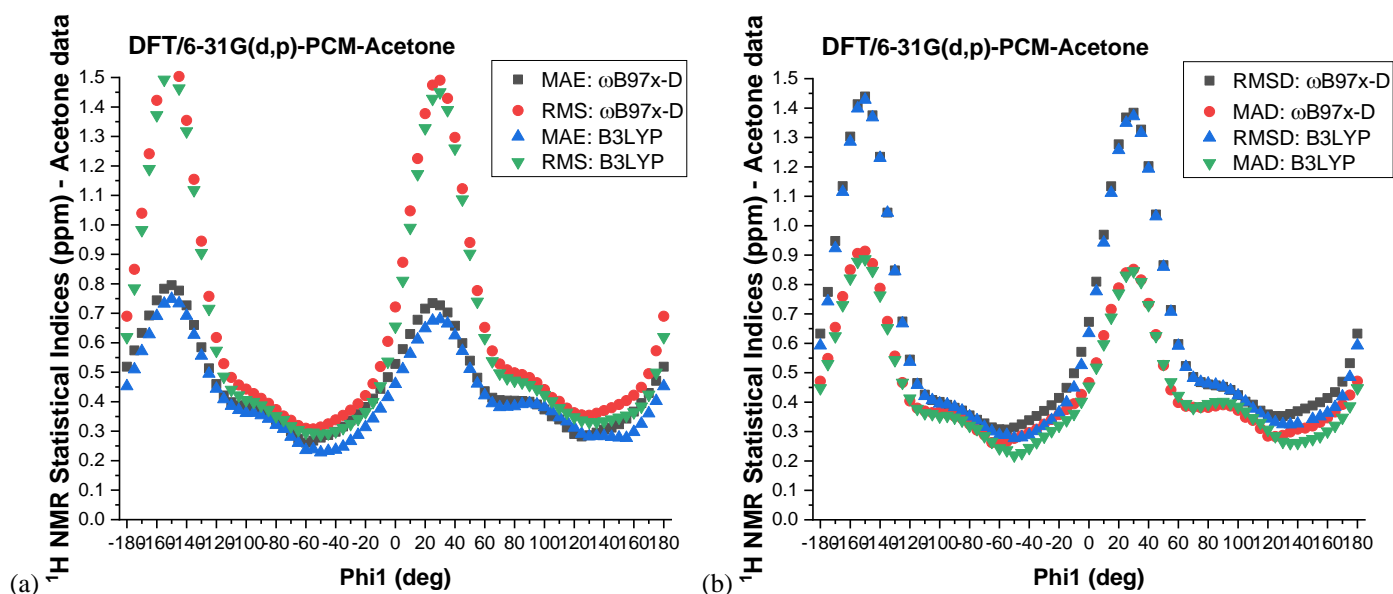 DFT/6-31G(d,p)-PCM-Acetone
¹H NMR Statistical Indices (ppm) - Acetone data
1.5
1.4
1.3
1.2
1.1
1.0
0.9
0.8
0.7
0.6
0.5
0.4
0.3
0.2
0.1
0.0
MAE: ωB97x-D
RMS: ωB97x-D
MAE: B3LYP
RMS: B3LYP
-180-160-140-120-100 -80 -60 -40 -20 0 20 40 60 80 100 120 140 160 180
Phi1 (deg)
(a)
DFT/6-31G(d,p)-PCM-Acetone
¹H NMR Statistical Indices (ppm) - Acetone data
1.5
1.4
1.3
1.2
1.1
1.0
0.9
0.8
0.7
0.6
0.5
0.4
0.3
0.2
0.1
0.0
RMSD: ωB97x-D
MAD: ωB97x-D
RMSD: B3LYP
MAD: B3LYP
-180-160-140-120-100 -80 -60 -40 -20 0 20 40 60 80 100 120 140 160 180
Phi1 (deg)
(b)